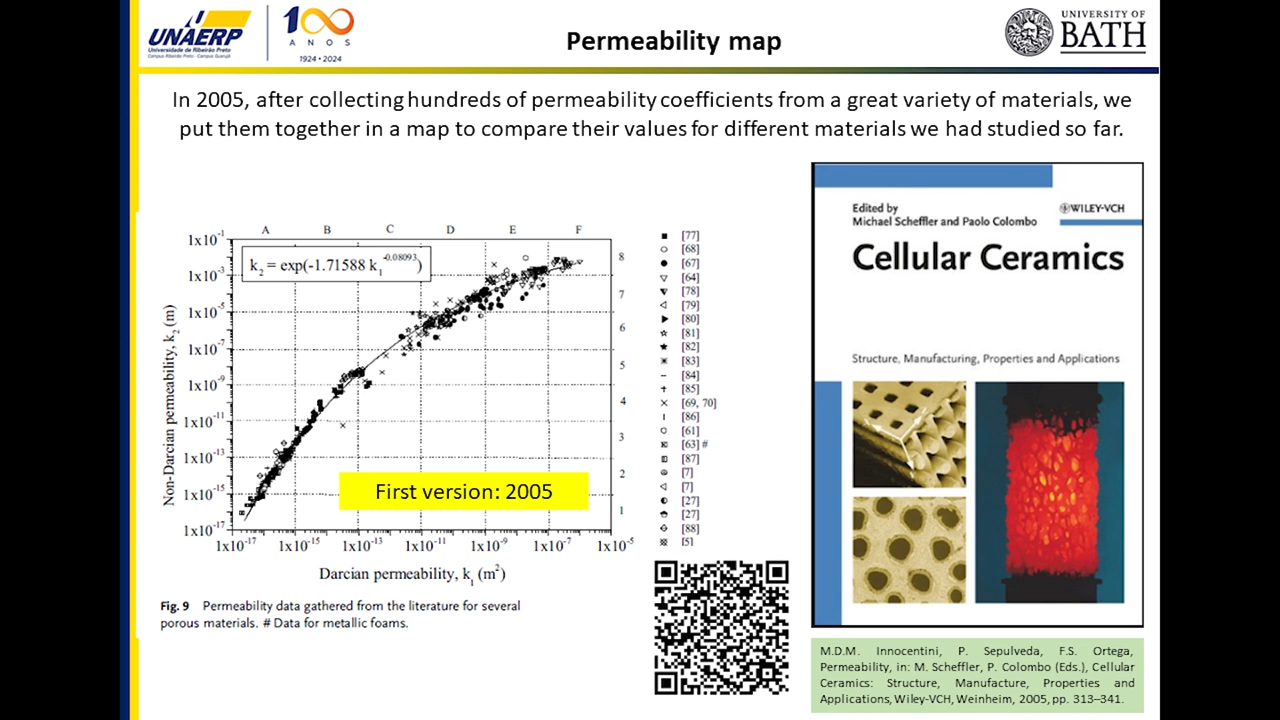 UNAERP
Universidade de Ribeirão Preto
Campus Ribeirão Preto - Campus Guarujá
100
ANOS
1924 • 2024
Permeability map
UNIVERSITY OF
BATH
In 2005, after collecting hundreds of permeability coefficients from a great variety of materials, we
put them together in a map to compare their values for different materials we had studied so far.
A B C D E F
k₂ = exp(-1.71588 k₁^-0.08093)
1x10^-1
1x10^-3
1x10^-5
1x10^-7
1x10^-9
1x10^-11
1x10^-13
1x10^-15
1x10^-17
Non-Darcian permeability, k₂ (m)
8
7
6
5
4
3
2
1
First version: 2005
1x10^-17 1x10^-15 1x10^-13 1x10^-11 1x10^-9 1x10^-7 1x10^-5
Darcian permeability, k₁ (m²)
[77]
[68]
[67]
[64]
[78]
[79]
[80]
[81]
[82]
[83]
[84]
[85]
[69, 70]
[86]
[61]
[63] #
[87]
[7]
[7]
[27]
[27]
[88]
[5]
Fig. 9 Permeability data gathered from the literature for several
porous materials. # Data for metallic foams.
Edited by
Michael Scheffler and Paolo Colombo
WILEY-VCH
Cellular Ceramics
Structure, Manufacturing, Properties and Applications
M.D.M. Innocentini, P. Sepulveda, F.S. Ortega,
Permeability, in: M. Scheffler, P. Colombo (Eds.), Cellular
Ceramics: Structure, Manufacture, Properties and
Applications, Wiley-VCH, Weinheim, 2005, pp. 313–341.